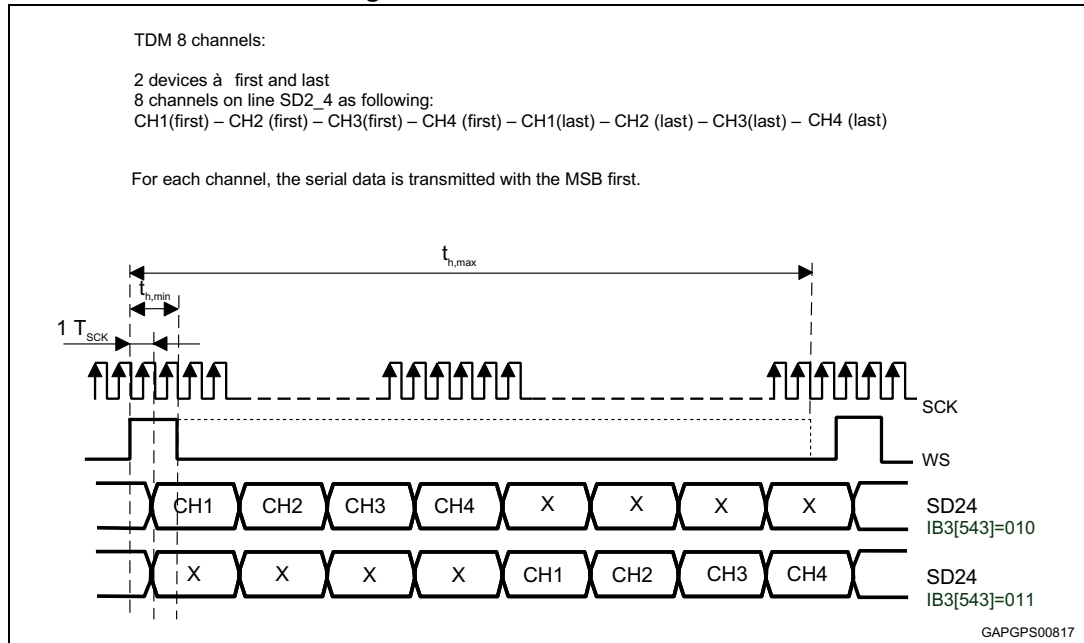 TDM 8 channels:
2 devices à first and last
8 channels on line SD2_4 as following:
CH1(first) – CH2 (first) – CH3(first) – CH4 (first) – CH1(last) – CH2 (last) – CH3(last) – CH4 (last)
For each channel, the serial data is transmitted with the MSB first.
th,max
th,min
1 TSCK
SCK
WS
CH1 CH2 CH3 CH4 X X X X SD24
IB3[543]=010
X X X X CH1 CH2 CH3 CH4 SD24
IB3[543]=011
GAPGPS00817